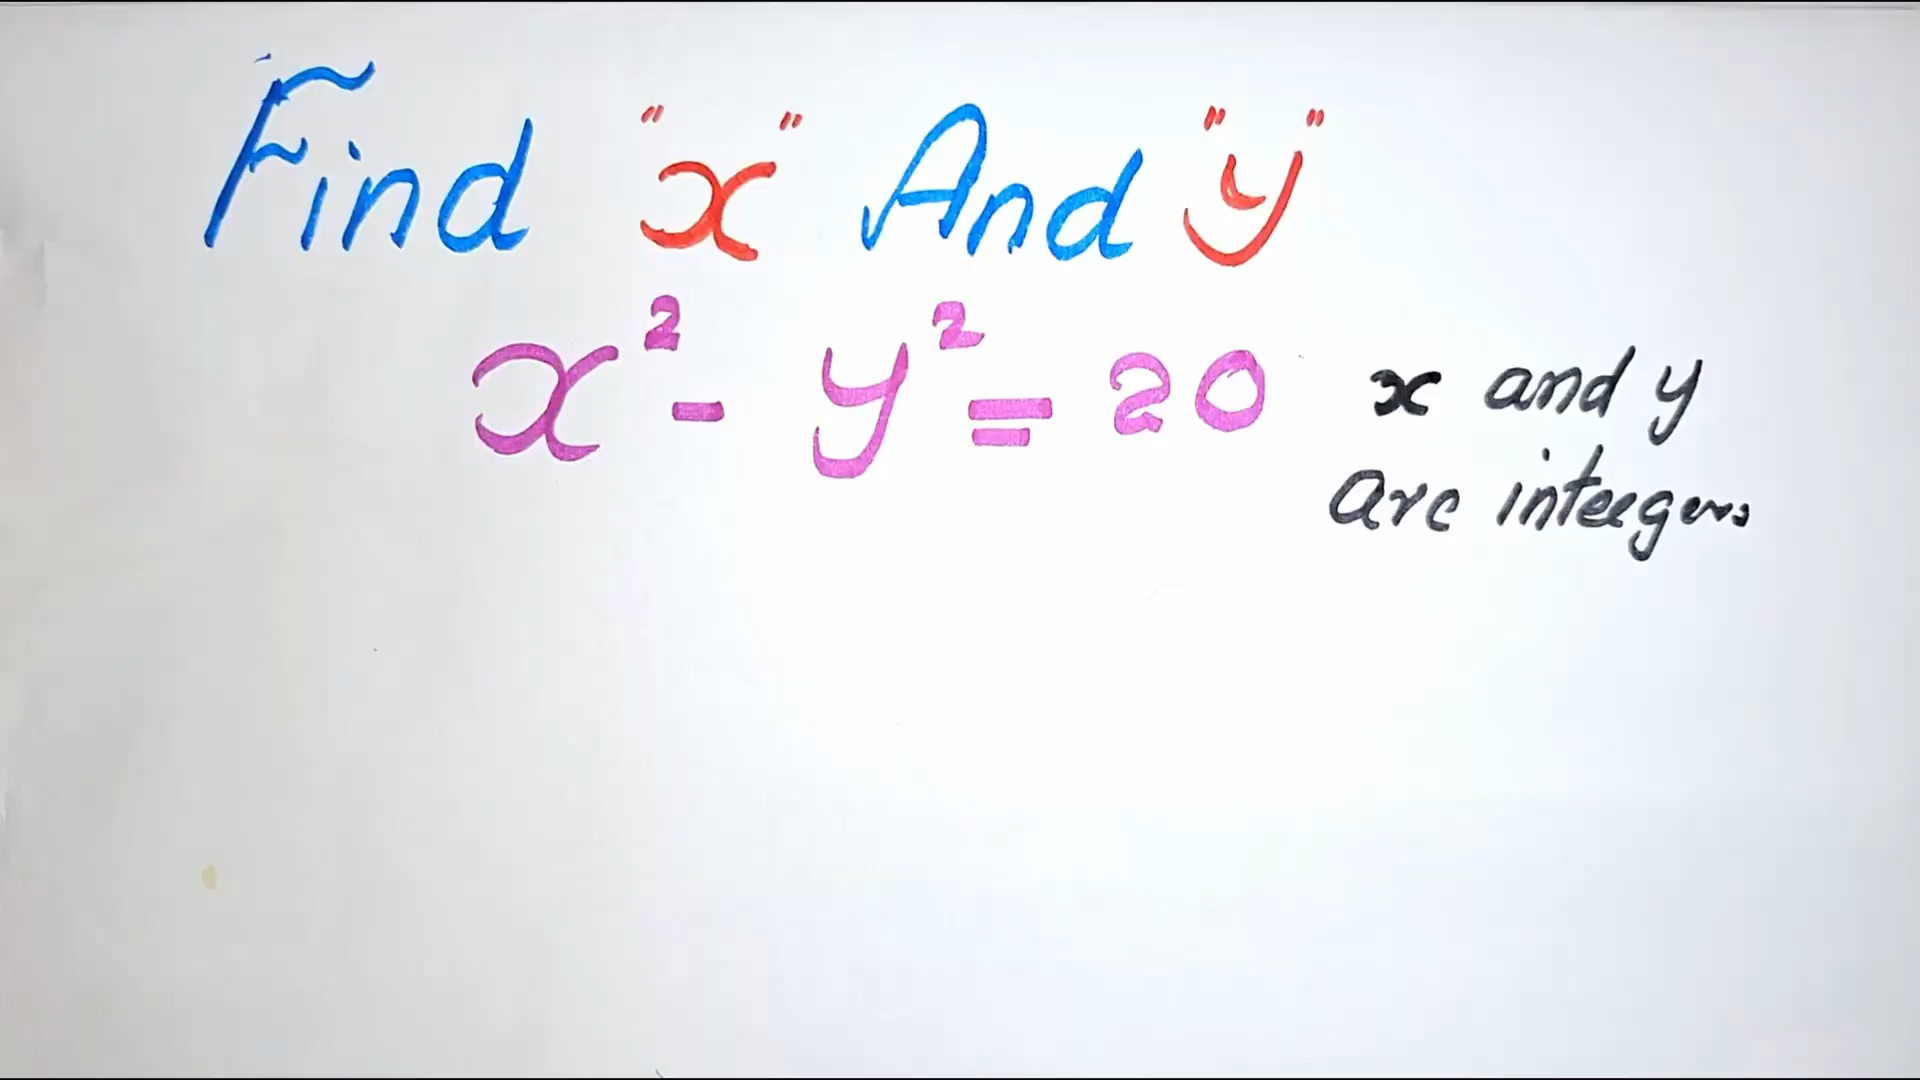 Find "x" And "y"
x² - y² = 20
x and y
are integers